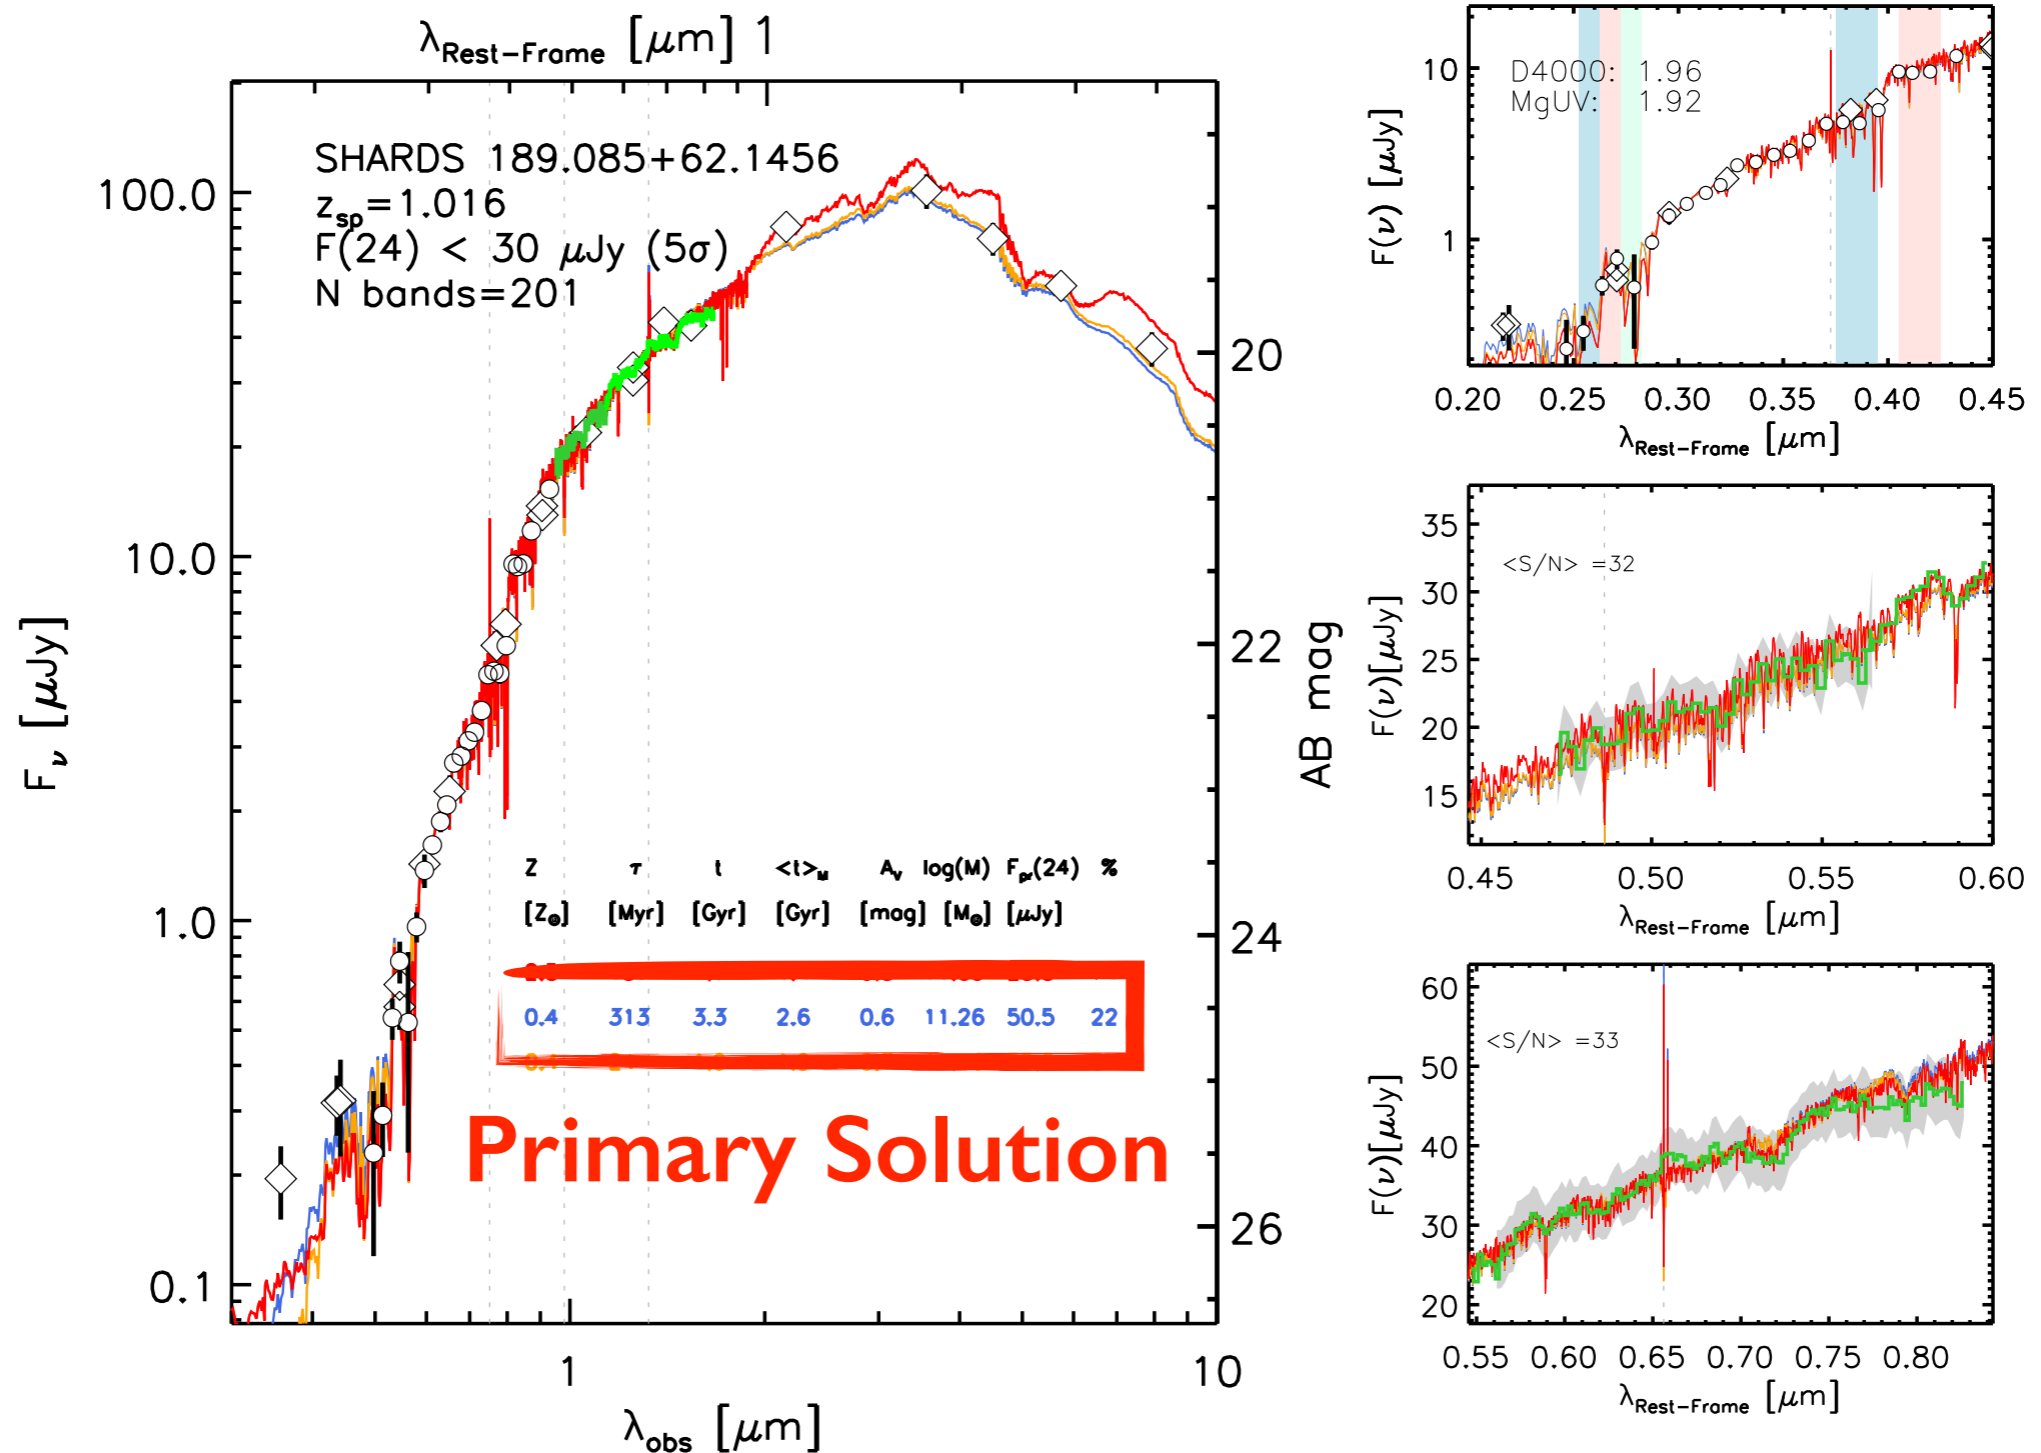 λRest-Frame [μm] 1
SHARDS 189.085+62.1456
zsp=1.016
F(24) < 30 μJy (5σ)
N bands=201
100.0
10.0
1.0
0.1
Fν [μJy]
20
22
24
26
AB mag
Z τ t <t>M AV log(M) Fpr(24) %
[Z⊙] [Myr] [Gyr] [Gyr] [mag] [M⊙] [μJy]
0.4 313 3.3 2.6 0.6 11.26 50.5 22
Primary Solution
1 10
λobs [μm]
D4000: 1.96
MgUV: 1.92
10
1
F(ν) [μJy]
0.20 0.25 0.30 0.35 0.40 0.45
λRest-Frame [μm]
<S/N> =32
35
30
25
20
15
F(ν)[μJy]
0.45 0.50 0.55 0.60
λRest-Frame [μm]
<S/N> =33
60
50
40
30
20
F(ν)[μJy]
0.55 0.60 0.65 0.70 0.75 0.80
λRest-Frame [μm]